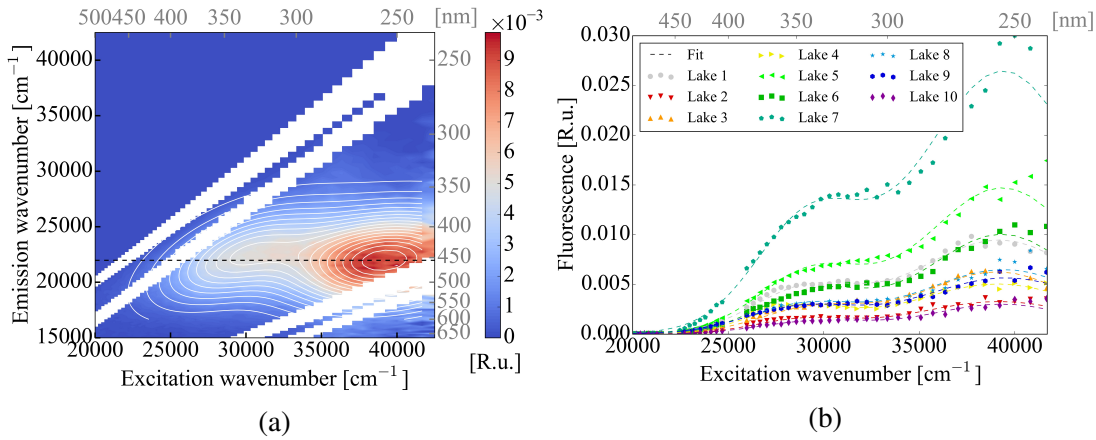 500 450 400 350 300 250 [nm]
×10⁻³
Emission wavenumber [cm⁻¹]
40000
35000
30000
25000
20000
15000
250
300
350
400
450
500
550
600
650
9
8
7
6
5
4
3
2
1
0
[R.u.]
20000 25000 30000 35000 40000
Excitation wavenumber [cm⁻¹]
(a)
450 400 350 300 250 [nm]
Fluorescence [R.u.]
0.030
0.025
0.020
0.015
0.010
0.005
0.000
Fit
Lake 1
Lake 2
Lake 3
Lake 4
Lake 5
Lake 6
Lake 7
Lake 8
Lake 9
Lake 10
20000 25000 30000 35000 40000
Excitation wavenumber [cm⁻¹]
(b)